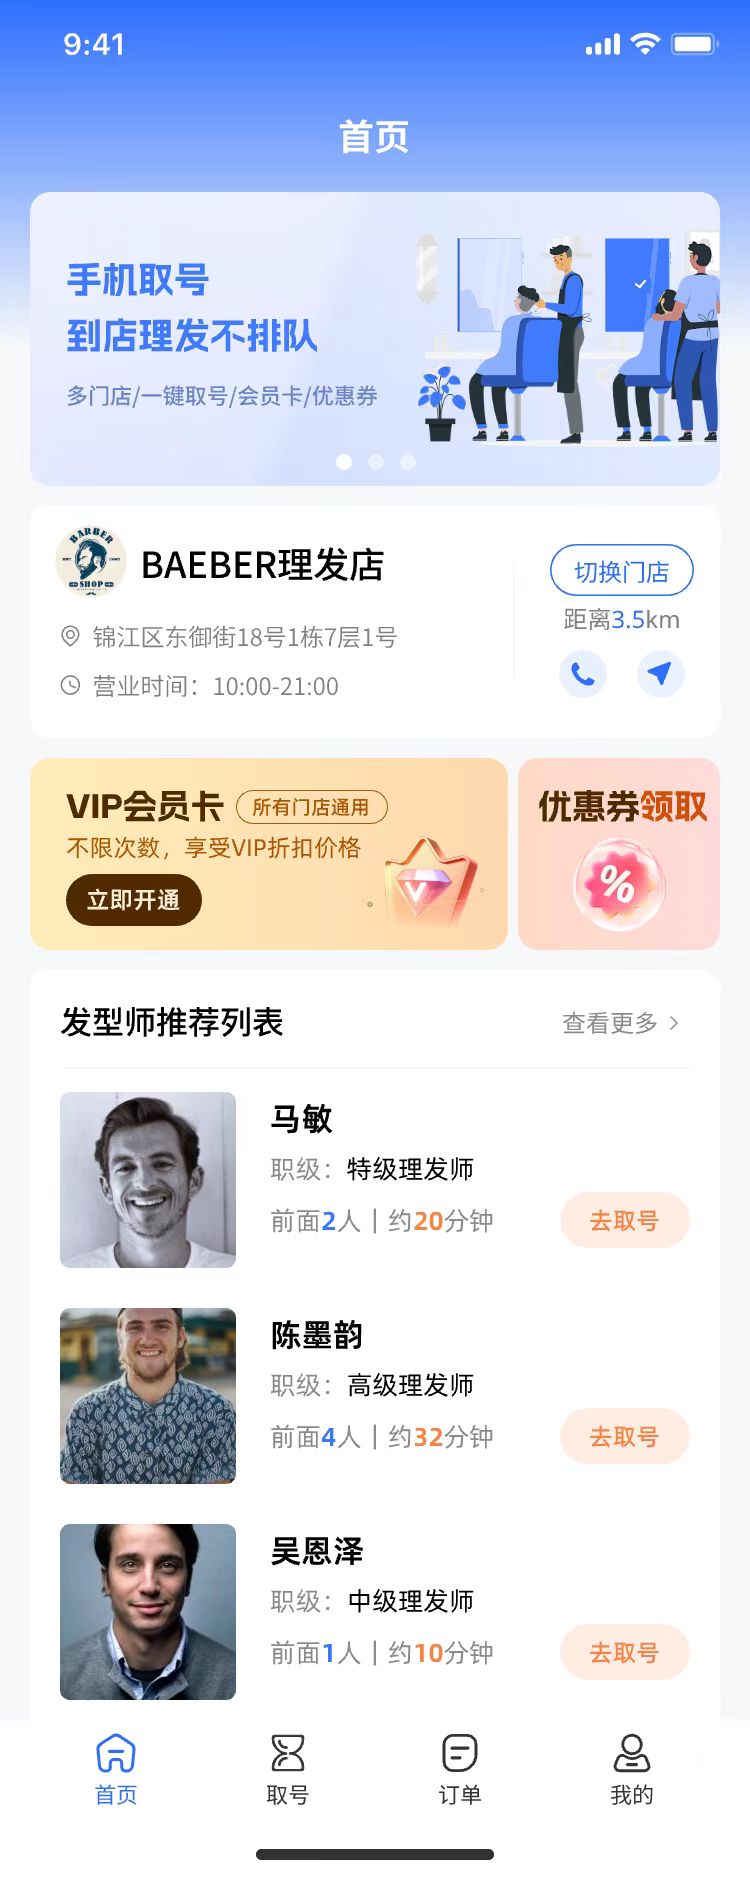 9:41
首页
手机取号
到店理发不排队
多门店/一键取号/会员卡/优惠券
BARBER
SHOP
BAEBER理发店
切换门店
距离3.5km
锦江区东御街18号1栋7层1号
营业时间：10:00-21:00
VIP会员卡 所有门店通用
不限次数，享受VIP折扣价格
立即开通
V
优惠券领取
%
发型师推荐列表
查看更多
马敏
职级：特级理发师
前面2人 | 约20分钟
去取号
陈墨韵
职级：高级理发师
前面4人 | 约32分钟
去取号
吴恩泽
职级：中级理发师
前面1人 | 约10分钟
去取号
首页
取号
订单
我的